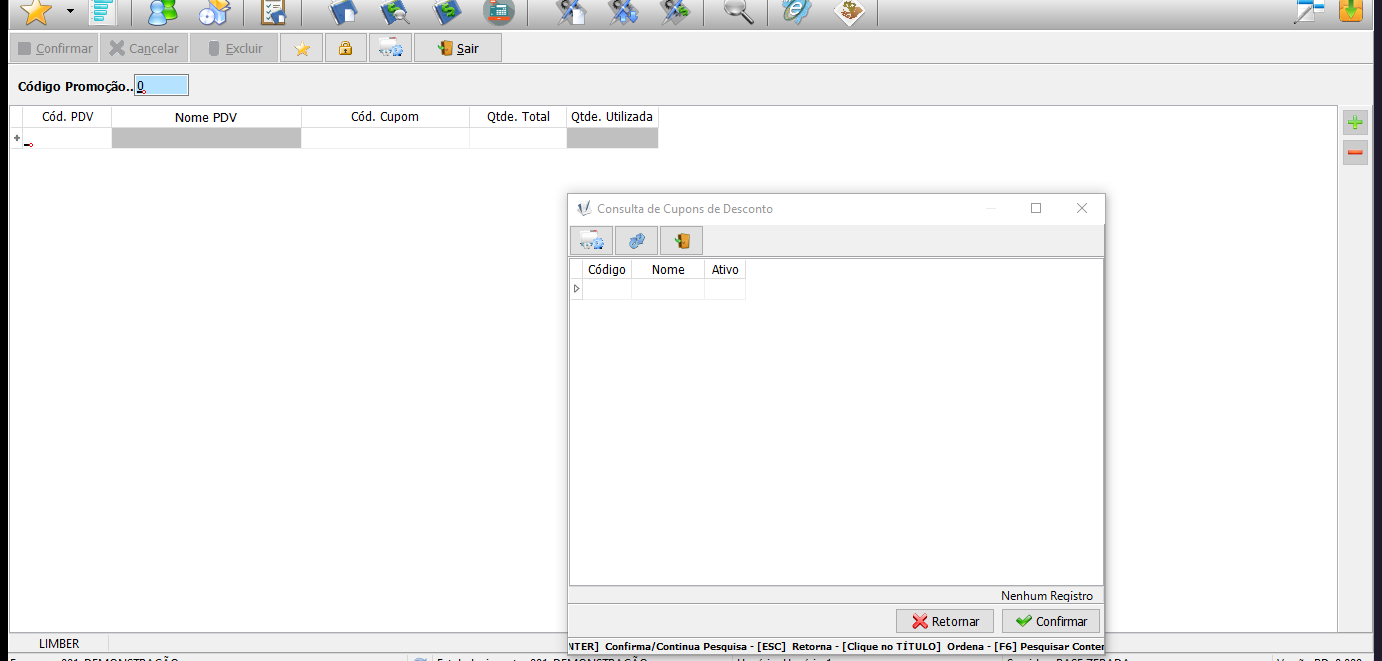 Confirmar Cancelar Excluir Sair
Código Promoção.. 0
Cód. PDV Nome PDV Cód. Cupom Qtde. Total Qtde. Utilizada
Consulta de Cupons de Desconto
Código Nome Ativo
Nenhum Registro
Retornar Confirmar
NTER] Confirma/Continua Pesquisa - [ESC] Retorna - [Clique no TÍTULO] Ordena - [F6] Pesquisar Conter
LIMBER
001-DEMONSTRAÇÃO